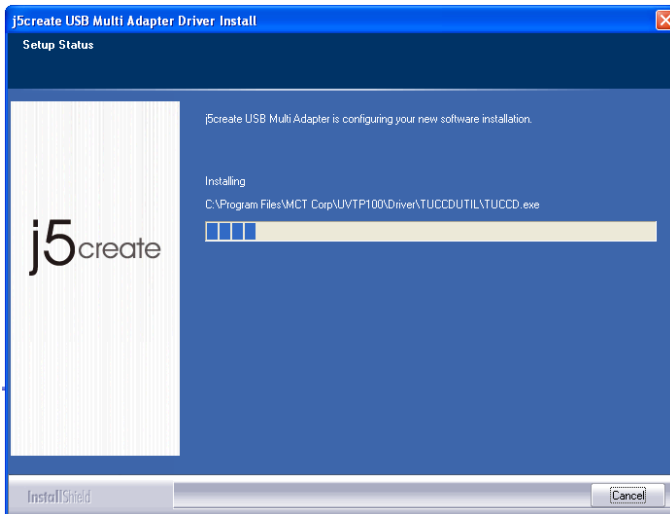 j5create USB Multi Adapter Driver Install
Setup Status
j5create USB Multi Adapter is configuring your new software installation.
Installing
C:\Program Files\MCT Corp\UVTP100\Driver\TUCCDUTIL\TUCCD.exe
j5create
InstallShield
Cancel